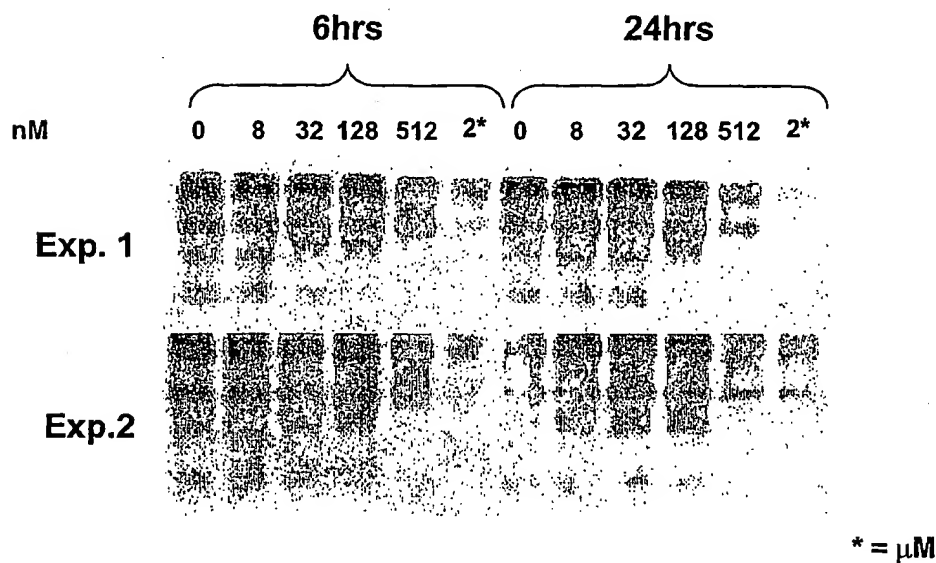 6hrs 24hrs
nM 0 8 32 128 512 2* 0 8 32 128 512 2*
Exp. 1
Exp.2
* = μM